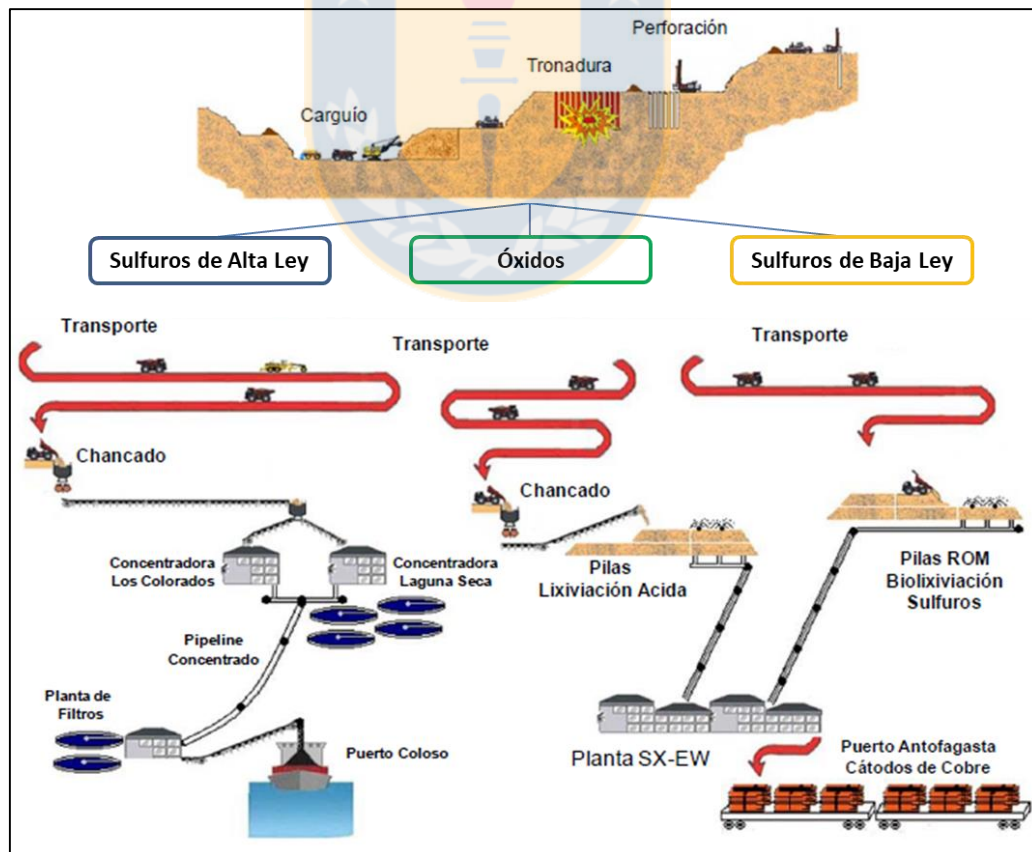 Perforación
Tronadura
Carguío
Sulfuros de Alta Ley
Óxidos
Sulfuros de Baja Ley
Transporte
Transporte
Transporte
Chancado
Chancado
Concentradora
Los Colorados
Concentradora
Laguna Seca
Pilas
Lixiviación Acida
Pilas ROM
Biolixiviación
Sulfuros
Pipeline
Concentrado
Planta de
Filtros
Puerto Coloso
Planta SX-EW
Puerto Antofagasta
Cátodos de Cobre